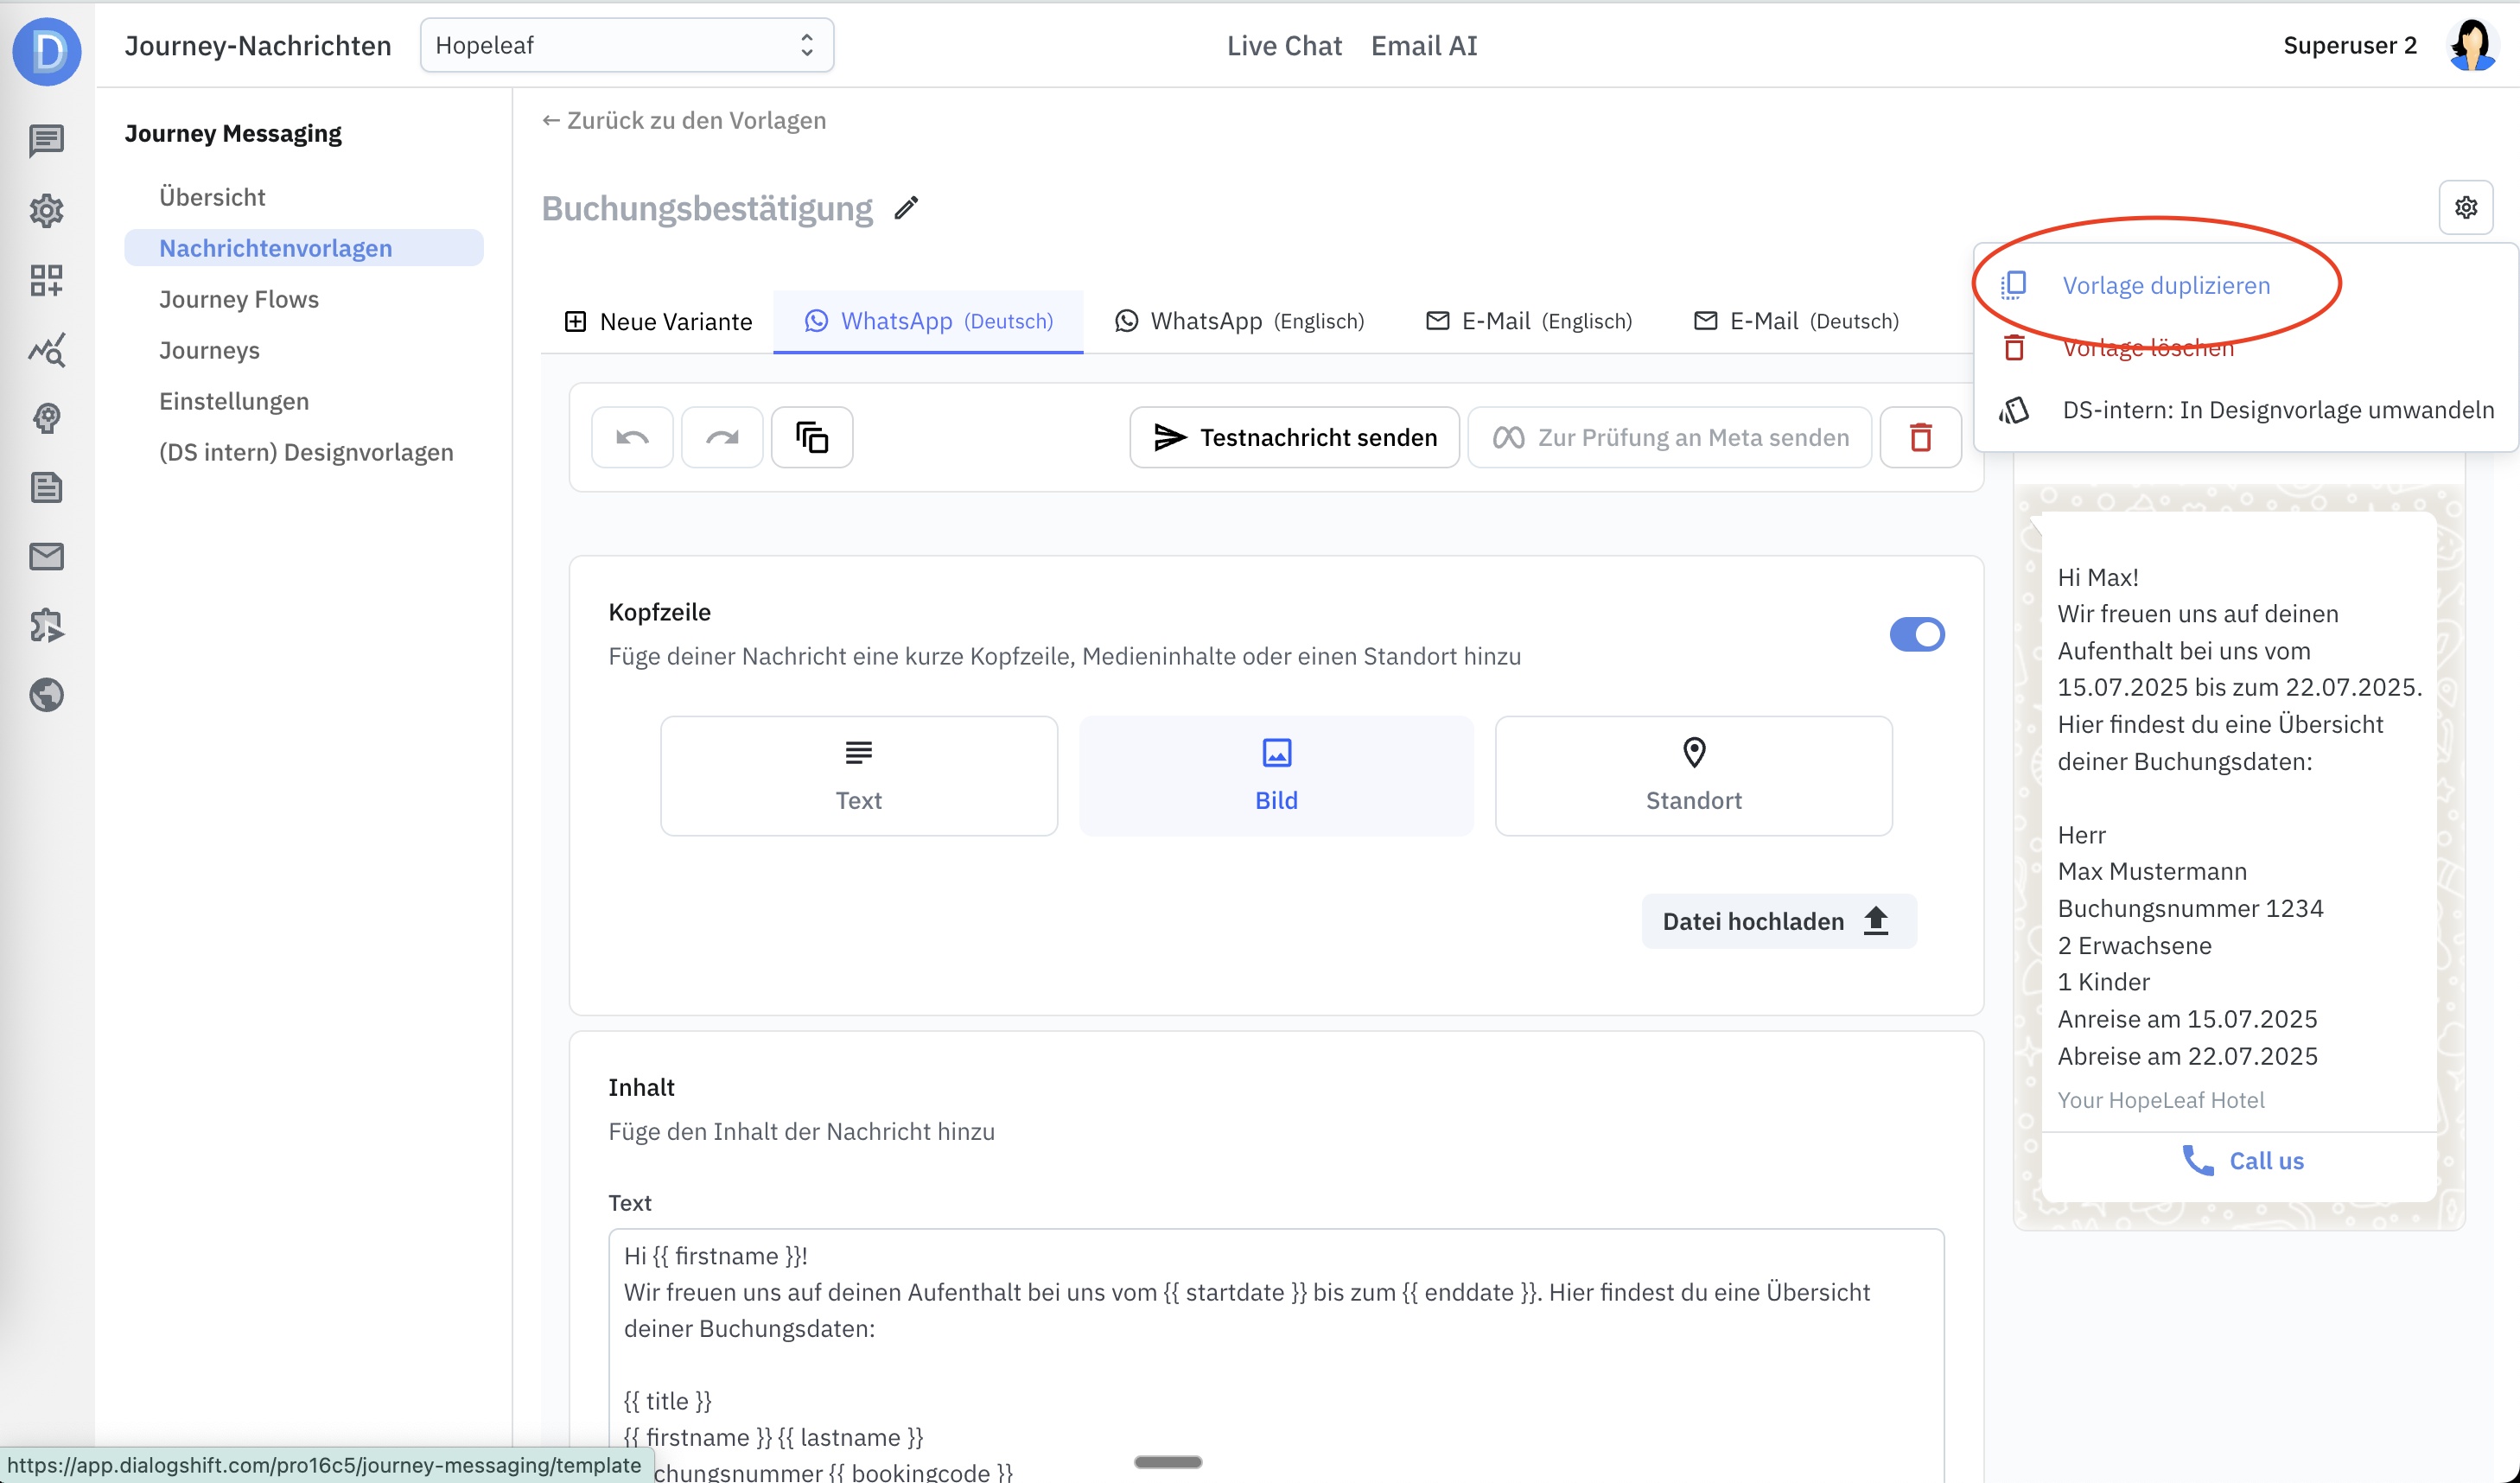 D
Journey-Nachrichten
Hopeleaf
Live Chat
Email AI
Superuser 2
Journey Messaging
Übersicht
Nachrichtenvorlagen
Journey Flows
Journeys
Einstellungen
(DS intern) Designvorlagen
← Zurück zu den Vorlagen
Buchungsbestätigung
Vorlage duplizieren
Vorlage löschen
DS-intern: In Designvorlage umwandeln
Neue Variante
WhatsApp (Deutsch)
WhatsApp (Englisch)
E-Mail (Englisch)
E-Mail (Deutsch)
Testnachricht senden
Zur Prüfung an Meta senden
Kopfzeile
Füge deiner Nachricht eine kurze Kopfzeile, Medieninhalte oder einen Standort hinzu
Text
Bild
Standort
Datei hochladen
Inhalt
Füge den Inhalt der Nachricht hinzu
Text
Hi {{ firstname }}!
Wir freuen uns auf deinen Aufenthalt bei uns vom {{ startdate }} bis zum {{ enddate }}. Hier findest du eine Übersicht
deiner Buchungsdaten:
{{ title }}
{{ firstname }} {{ lastname }}
chungsnummer {{ bookingcode }}
Hi Max!
Wir freuen uns auf deinen
Aufenthalt bei uns vom
15.07.2025 bis zum 22.07.2025.
Hier findest du eine Übersicht
deiner Buchungsdaten:
Herr
Max Mustermann
Buchungsnummer 1234
2 Erwachsene
1 Kinder
Anreise am 15.07.2025
Abreise am 22.07.2025
Your HopeLeaf Hotel
Call us
https://app.dialogshift.com/pro16c5/journey-messaging/template